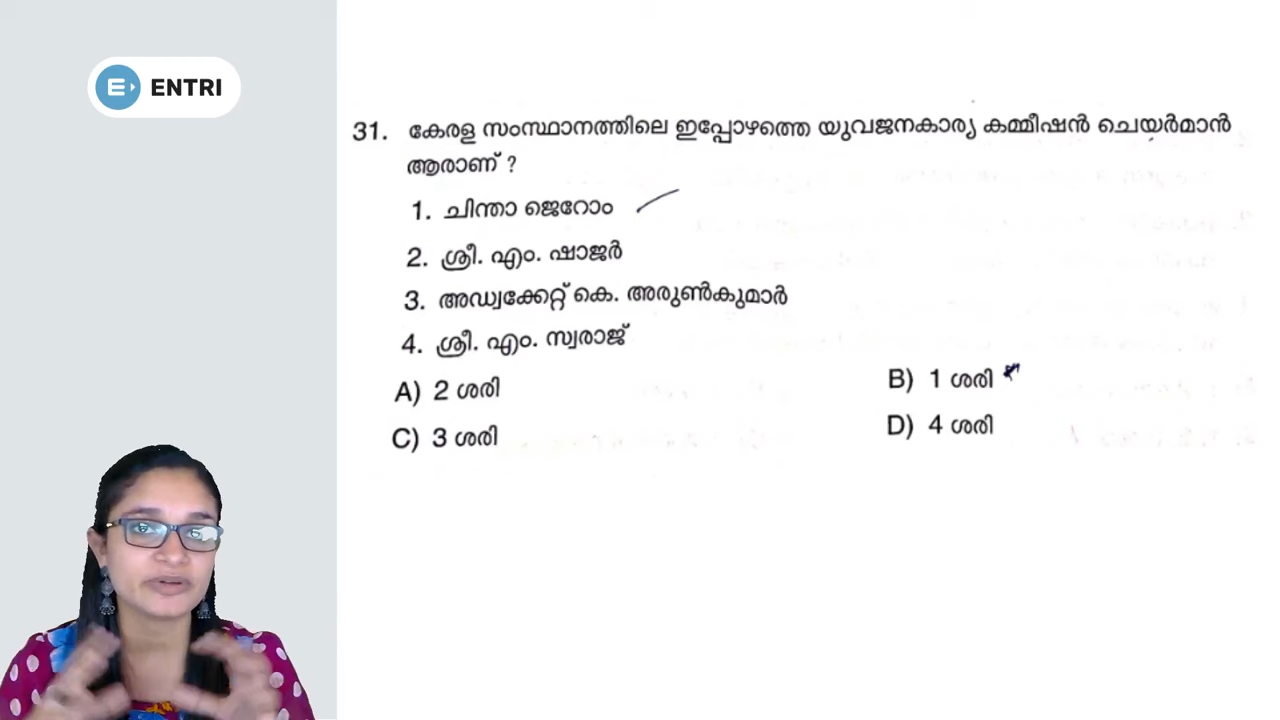 ENTRI
31. കേരള സംസ്ഥാനത്തിലെ ഇപ്പോഴത്തെ യുവജനകാര്യ കമ്മീഷൻ ചെയർമാൻ
ആരാണ് ?
1. ചിന്താ ജെറോം
2. ശ്രീ. എം. ഷാജർ
3. അഡ്വക്കേറ്റ് കെ. അരുൺകുമാർ
4. ശ്രീ. എം. സ്വരാജ്
A) 2 ശരി
B) 1 ശരി
C) 3 ശരി
D) 4 ശരി